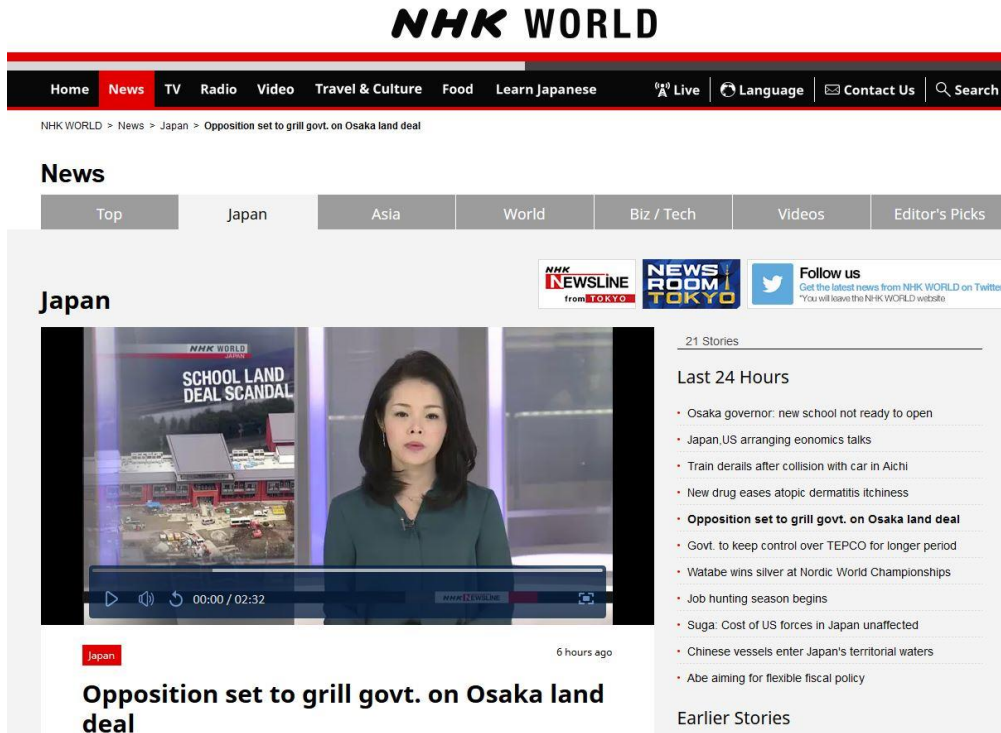 NHK WORLD
Home News TV Radio Video Travel & Culture Food Learn Japanese Live Language Contact Us Search
NHK WORLD > News > Japan > Opposition set to grill govt. on Osaka land deal
News
Top Japan Asia World Biz / Tech Videos Editor's Picks
NHK
NEWSLINE
from TOKYO
NEWS
ROOM
TOKYO
Follow us
Get the latest news from NHK WORLD on Twitter
*You will leave the NHK WORLD website
Japan
NHK WORLD
JAPAN
SCHOOL LAND
DEAL SCANDAL
00:00 / 02:32
NHK NEWSLINE
Japan
6 hours ago
Opposition set to grill govt. on Osaka land
deal
21 Stories
Last 24 Hours
• Osaka governor: new school not ready to open
• Japan,US arranging eonomics talks
• Train derails after collision with car in Aichi
• New drug eases atopic dermatitis itchiness
• Opposition set to grill govt. on Osaka land deal
• Govt. to keep control over TEPCO for longer period
• Watabe wins silver at Nordic World Championships
• Job hunting season begins
• Suga: Cost of US forces in Japan unaffected
• Chinese vessels enter Japan's territorial waters
• Abe aiming for flexible fiscal policy
Earlier Stories